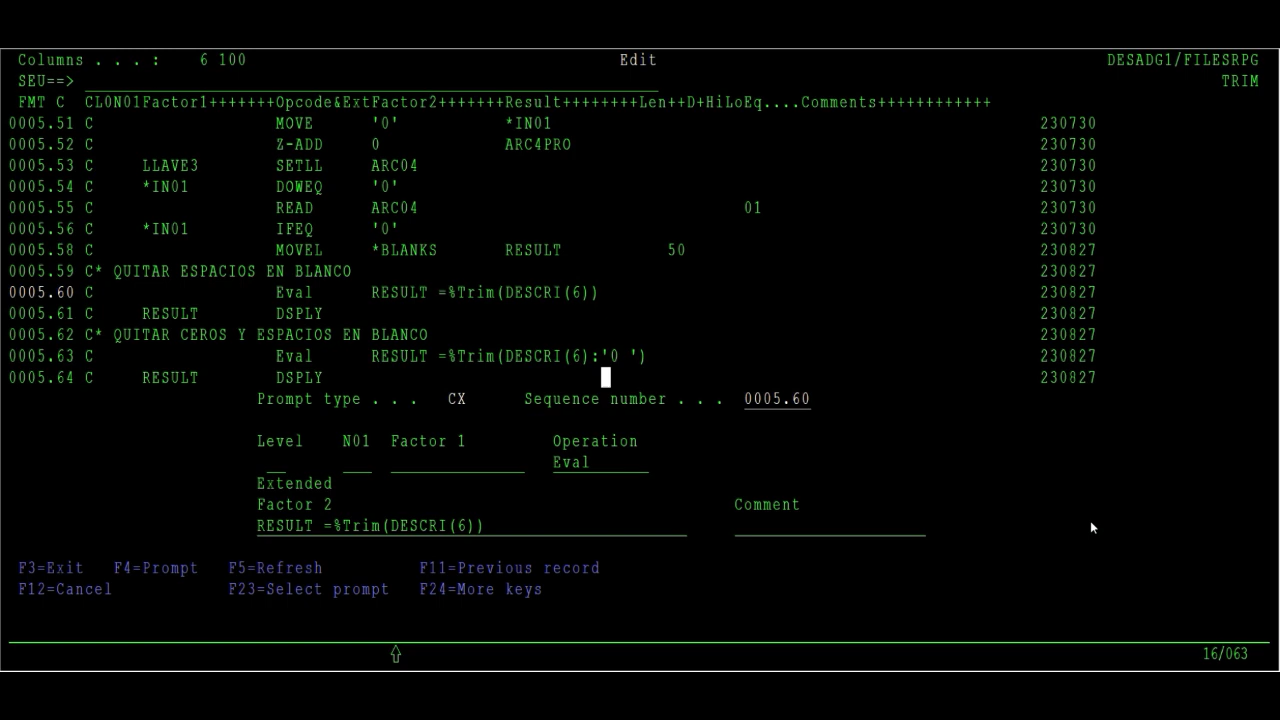 Columns . . . :    6 100                                        Edit                                        DESADG1/FILESRPG
SEU==>                                                                                                      TRIM
FMT C  CL0N01Factor1+++++++Opcode&ExtFactor2+++++++Result++++++++Len++D+HiLoEq....Comments++++++++++++
0005.51 C                   MOVE      '0'           *IN01                                                   230730
0005.52 C                   Z-ADD     0             ARC4PRO                                                 230730
0005.53 C     LLAVE3        SETLL     ARC04                                                                 230730
0005.54 C     *IN01         DOWEQ     '0'                                                                   230730
0005.55 C                   READ      ARC04                                  01                             230730
0005.56 C     *IN01         IFEQ      '0'                                                                   230730
0005.58 C                   MOVEL     *BLANKS       RESULT           50                                     230827
0005.59 C* QUITAR ESPACIOS EN BLANCO                                                                        230827
0005.60 C                   Eval      RESULT =%Trim(DESCRI(6))                                              230827
0005.61 C     RESULT        DSPLY                                                                           230827
0005.62 C* QUITAR CEROS Y ESPACIOS EN BLANCO                                                                230827
0005.63 C                   Eval      RESULT =%Trim(DESCRI(6):'0 ')                                         230827
0005.64 C     RESULT        DSPLY                                                                           230827
Prompt type . . .   CX      Sequence number . . .  0005.60
Level    N01  Factor 1         Operation
Eval
Extended
Factor 2                                          Comment
RESULT =%Trim(DESCRI(6))
F3=Exit   F4=Prompt   F5=Refresh          F11=Previous record
F12=Cancel            F23=Select prompt   F24=More keys
16/063